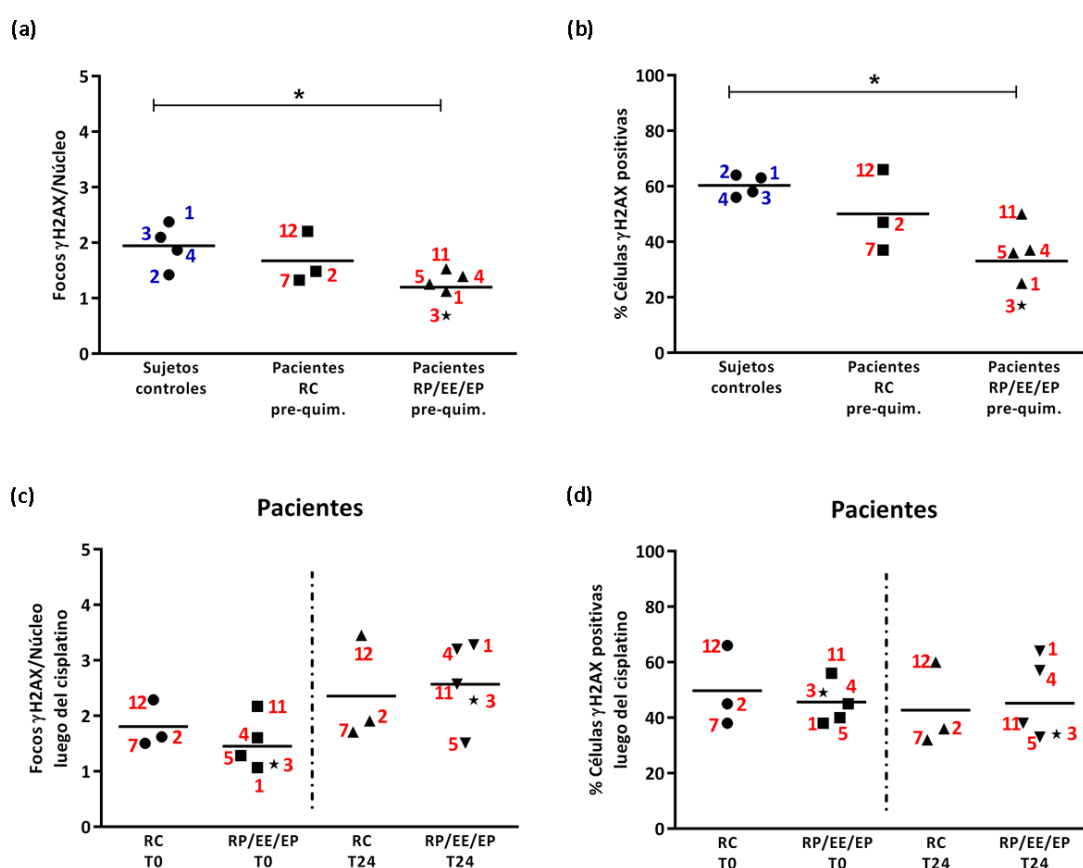 (a)
Focos γH2AX/Núcleo
5
4
3
2
1
0
*
1
3
4
2
12
7
2
11
5
4
1
3
Sujetos
controles
Pacientes
RC
pre-quim.
Pacientes
RP/EE/EP
pre-quim.
(b)
% Células γH2AX positivas
100
80
60
40
20
0
*
2
1
4
3
12
2
7
11
5
4
1
3
Sujetos
controles
Pacientes
RC
pre-quim.
Pacientes
RP/EE/EP
pre-quim.
(c)
Pacientes
Focos γH2AX/Núcleo
luego del cisplatino
5
4
3
2
1
0
12
7
2
11
4
5
3
1
12
7
2
4
1
11
3
5
RC
T0
RP/EE/EP
T0
RC
T24
RP/EE/EP
T24
(d)
Pacientes
% Células γH2AX positivas
luego del cisplatino
100
80
60
40
20
0
12
2
7
11
3
4
1
5
12
7
2
1
4
11
5
3
RC
T0
RP/EE/EP
T0
RC
T24
RP/EE/EP
T24